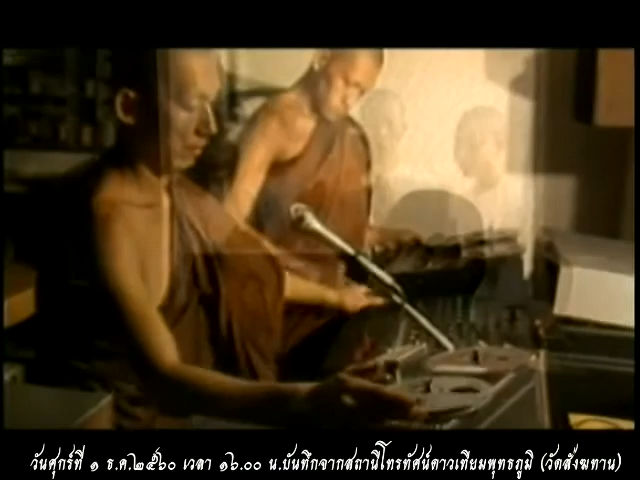 วันศุกร์ที่ ๑ ธ.ค.๒๕๖๐ เวลา ๑๖.๐๐ น.บันทึกจากสถานีโทรทัศน์ดาวเทียมพุทธภูมิ (วัดสังฆทาน)